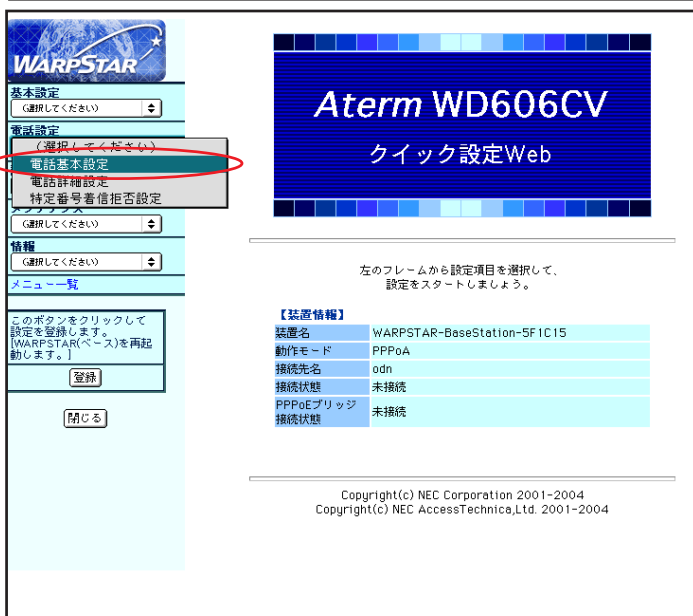 WARPSTAR
基本設定
(選択してください)
電話設定
(選択してください)
電話基本設定
電話詳細設定
特定番号着信拒否設定
メンテナンス
(選択してください)
情報
(選択してください)
メニュー一覧
このボタンをクリックして
設定を登録します。
[WARPSTAR(ベース)を再起
動します。]
登録
閉じる
Aterm WD606CV
クイック設定Web
左のフレームから設定項目を選択して、
設定をスタートしましょう。
【装置情報】
装置名 WARPSTAR-BaseStation-5F1C15
動作モード PPPoA
接続先名 odn
接続状態 未接続
PPPoEブリッジ
接続状態 未接続
Copyright(c) NEC Corporation 2001-2004
Copyright(c) NEC AccessTechnica,Ltd. 2001-2004